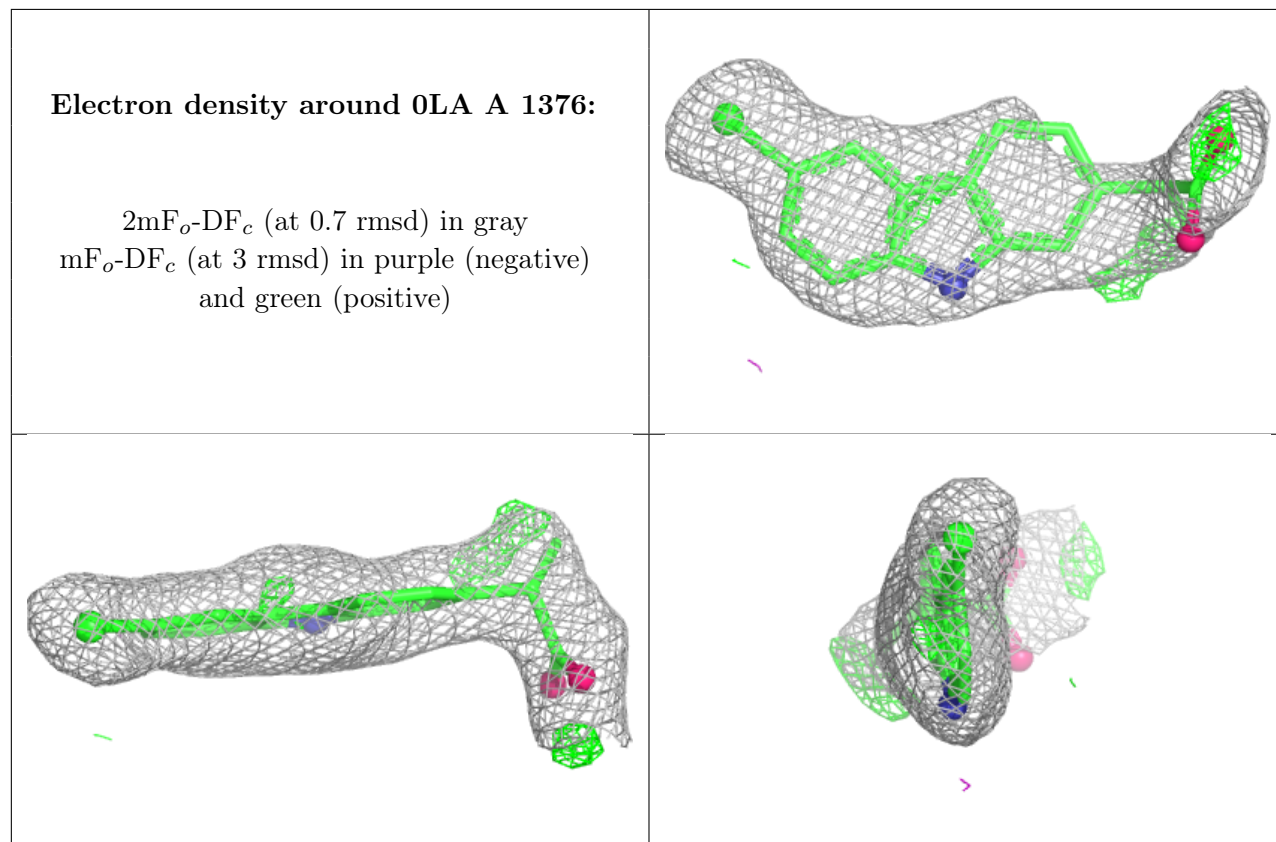 Electron density around 0LA A 1376:
2mFₒ-DF𝒸 (at 0.7 rmsd) in gray
mFₒ-DF𝒸 (at 3 rmsd) in purple (negative)
and green (positive)